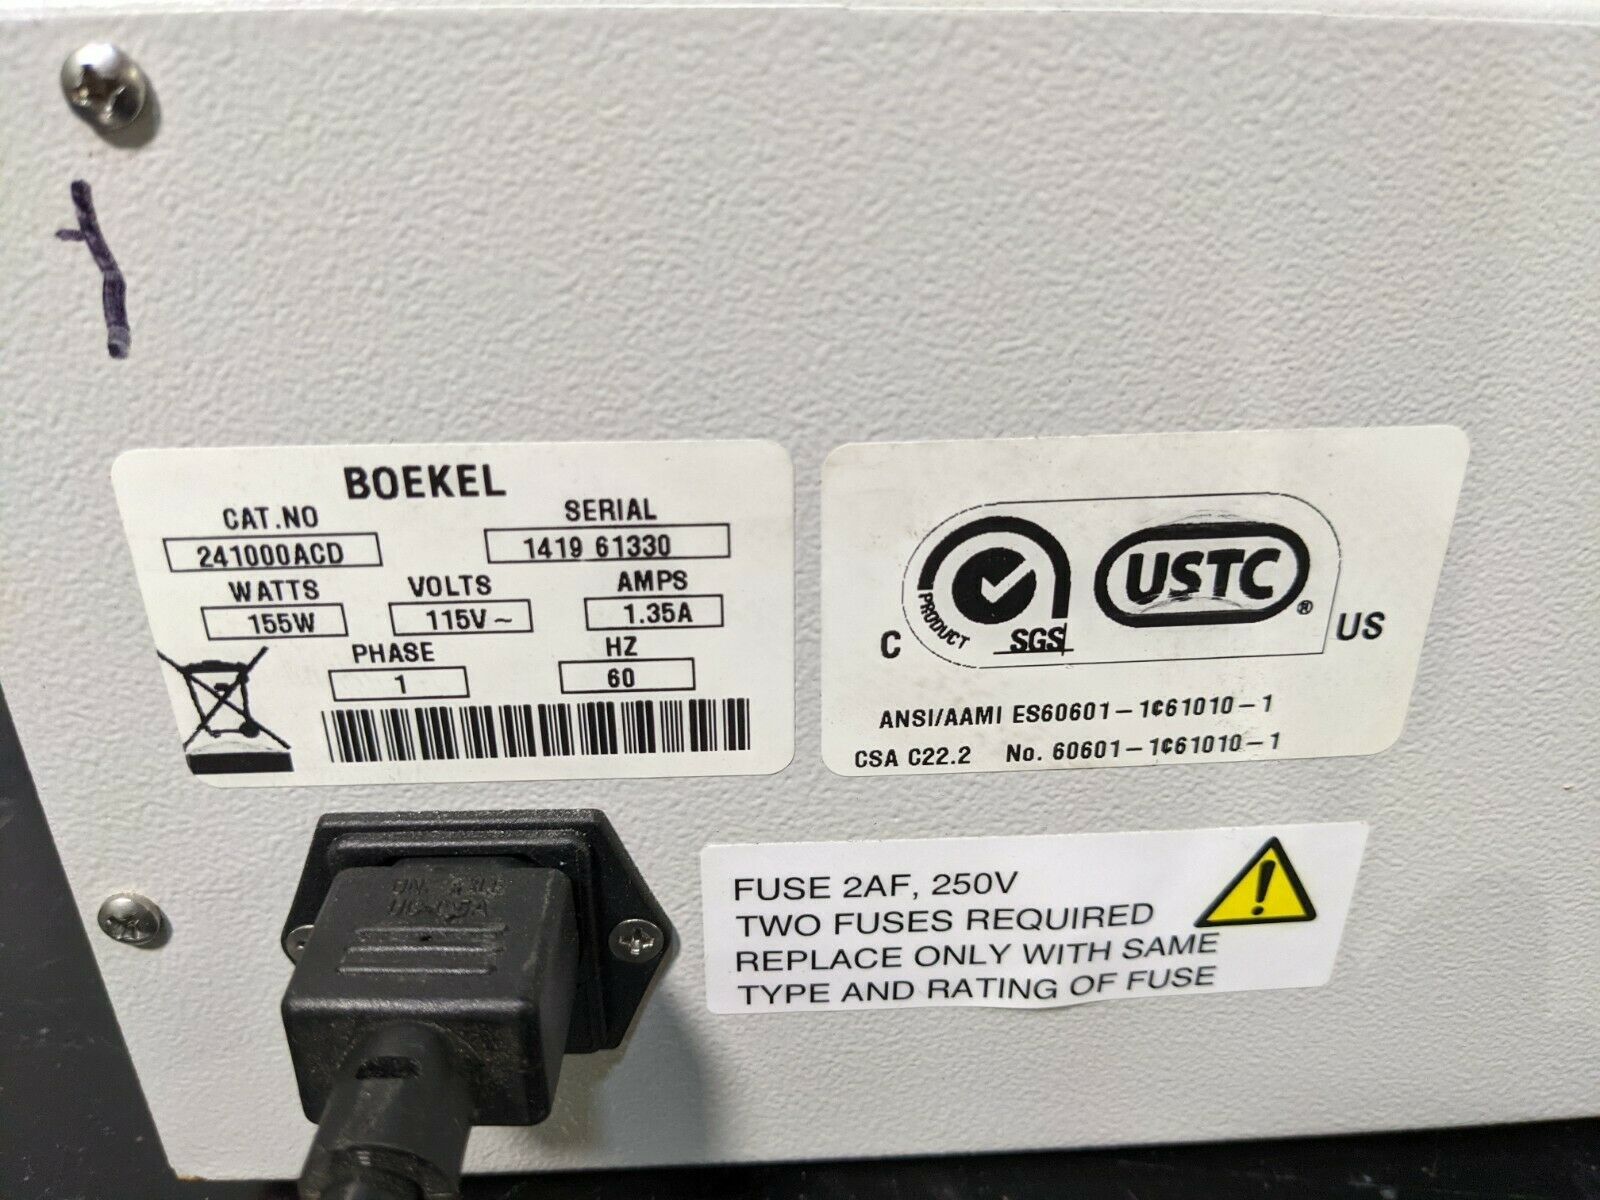 BOEKEL
CAT.NO SERIAL
241000ACD 1419 61330
WATTS VOLTS AMPS
155W 115V~ 1.35A
PHASE HZ
1 60
C PRODUCT SGS USTC® US
ANSI/AAMI ES60601-1¢61010-1
CSA C22.2 No. 60601-1¢61010-1
FUSE 2AF, 250V
TWO FUSES REQUIRED
REPLACE ONLY WITH SAME
TYPE AND RATING OF FUSE